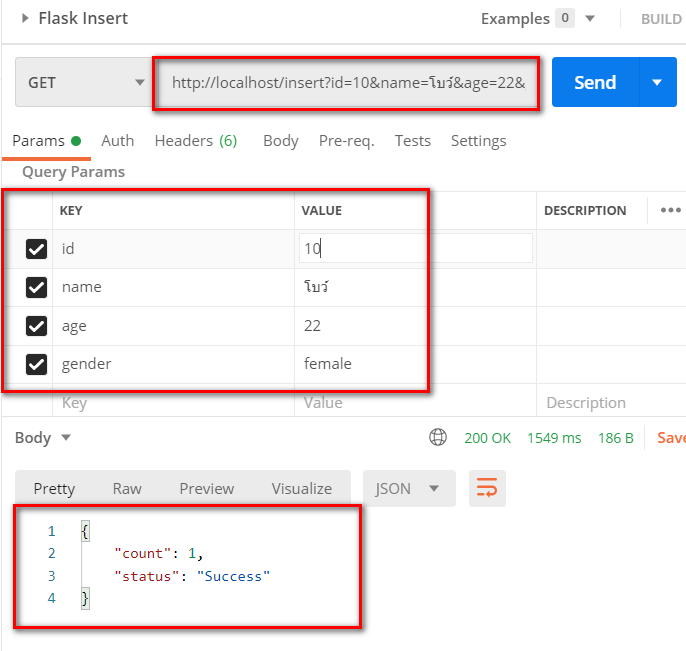 Flask Insert Examples 0 BUILD
GET http://localhost/insert?id=10&name=โบว์&age=22& Send
Params Auth Headers (6) Body Pre-req. Tests Settings
Query Params
KEY VALUE DESCRIPTION •••
id 10
name โบว์
age 22
gender female
Key Value Description
Body 200 OK 1549 ms 186 B Save
Pretty Raw Preview Visualize JSON
1 {
2 "count": 1,
3 "status": "Success"
4 }